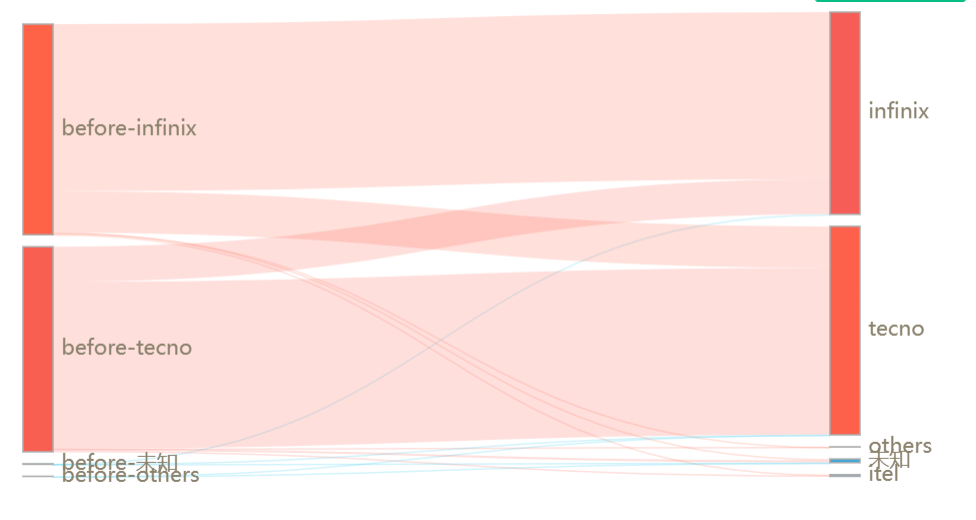 before-infinix
infinix
before-tecno
tecno
before-未知
before-others
others
未知
itel